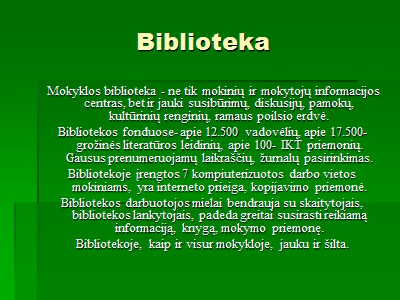 Biblioteka
Mokyklos biblioteka - ne tik mokinių ir mokytojų informacijos
centras, bet ir jauki susibūrimų, diskusijų, pamokų,
kultūrinių renginių, ramaus poilsio erdvė.
Bibliotekos fonduose- apie 12.500 vadovėlių, apie 17.500-
grožinės literatūros leidinių, apie 100- IKT priemonių.
Gausus prenumeruojamų laikraščių, žurnalų pasirinkimas.
Bibliotekoje įrengtos 7 kompiuterizuotos darbo vietos
mokiniams, yra interneto prieiga, kopijavimo priemonė.
Bibliotekos darbuotojos mielai bendrauja su skaitytojais,
bibliotekos lankytojais, padeda greitai susirasti reikiamą
informaciją, knygą, mokymo priemonę.
Bibliotekoje, kaip ir visur mokykloje, jauku ir šilta.